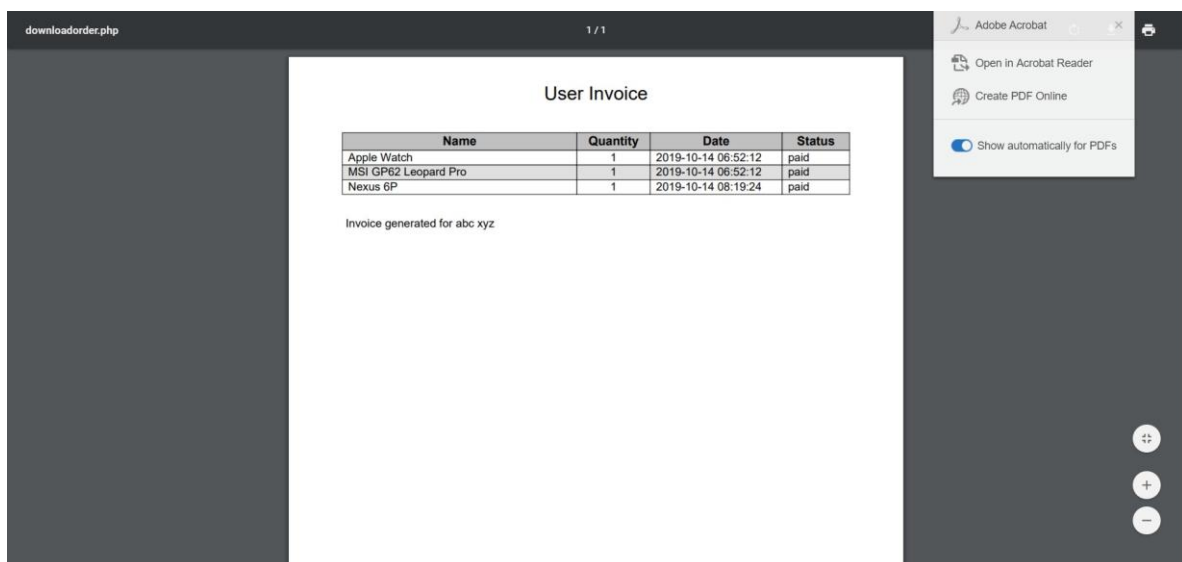 downloadorder.php 1 / 1
Adobe Acrobat
Open in Acrobat Reader
Create PDF Online
Show automatically for PDFs
User Invoice
Name Quantity Date Status
Apple Watch 1 2019-10-14 06:52:12 paid
MSI GP62 Leopard Pro 1 2019-10-14 06:52:12 paid
Nexus 6P 1 2019-10-14 08:19:24 paid
Invoice generated for abc xyz